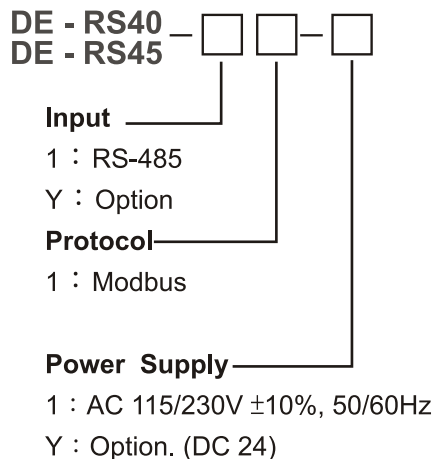 DE - RS40
DE - RS45
Input
1：RS-485
Y：Option
Protocol
1：Modbus
Power Supply
1：AC 115/230V ±10%, 50/60Hz
Y：Option. (DC 24)